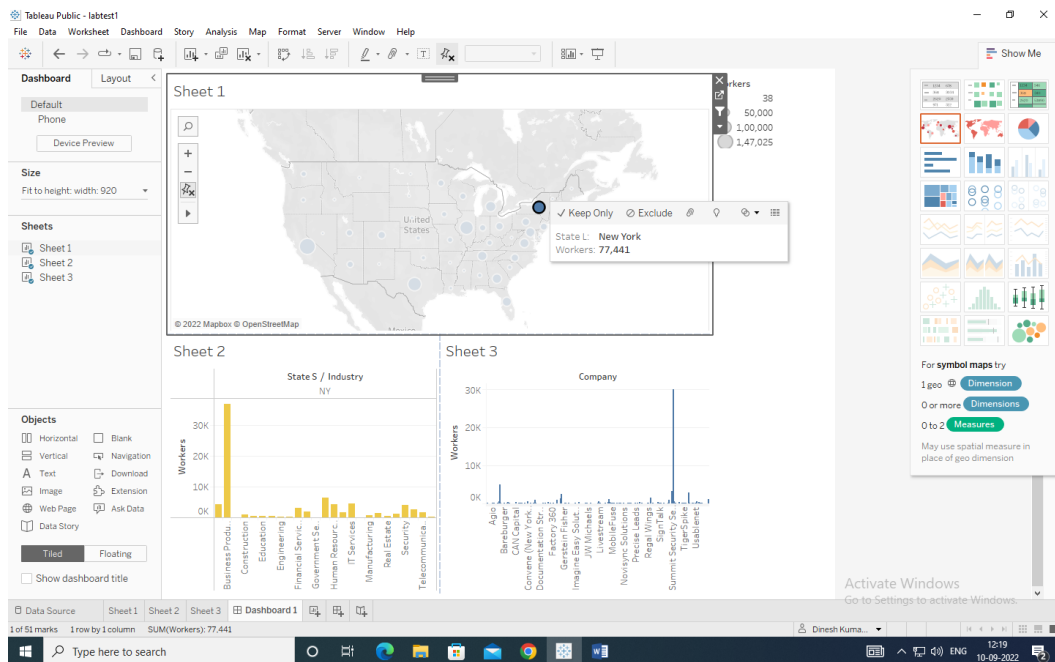 Tableau Public - labtest1
File Data Worksheet Dashboard Story Analysis Map Format Server Window Help
Show Me
Dashboard Layout
Default
Phone
Device Preview
Size
Fit to height: width: 920
Sheets
Sheet 1
Sheet 2
Sheet 3
Objects
Horizontal Blank
Vertical Navigation
A Text Download
Image Extension
Web Page Ask Data
Data Story
Tiled Floating
Show dashboard title
Sheet 1
United
States
Mexico
© 2022 Mapbox © OpenStreetMap
Keep Only Exclude
State L: New York
Workers: 77,441
rkers
38
50,000
1,00,000
1,47,025
Sheet 2
State S / Industry
NY
Workers
30K
20K
10K
0K
Business Produ..
Construction
Education
Engineering
Financial Servic..
Government Se..
Human Resourc..
IT Services
Manufacturing
Real Estate
Security
Telecommunica..
Sheet 3
Company
Workers
30K
20K
10K
0K
Agio
Bareburger
CAN Capital
Convene (New York..
Documentation Str..
Factory 360
Gerstein Fisher
Imagine Easy Solut..
JW Michaels
Livestream
MobileFuse
Novisync Solutions
Precise Leads
Regal Wings
SignTalk
Summit Security Se..
TigerSpike
Usablenet
For symbol maps try
1 geo Dimension
0 or more Dimensions
0 to 2 Measures
May use spatial measure in
place of geo dimension
Activate Windows
Go to Settings to activate Windows.
Data Source Sheet 1 Sheet 2 Sheet 3 Dashboard 1
1 of 51 marks 1 row by 1 column SUM(Workers): 77,441
Dinesh Kuma...
Type here to search
ENG
12:19
10-09-2022